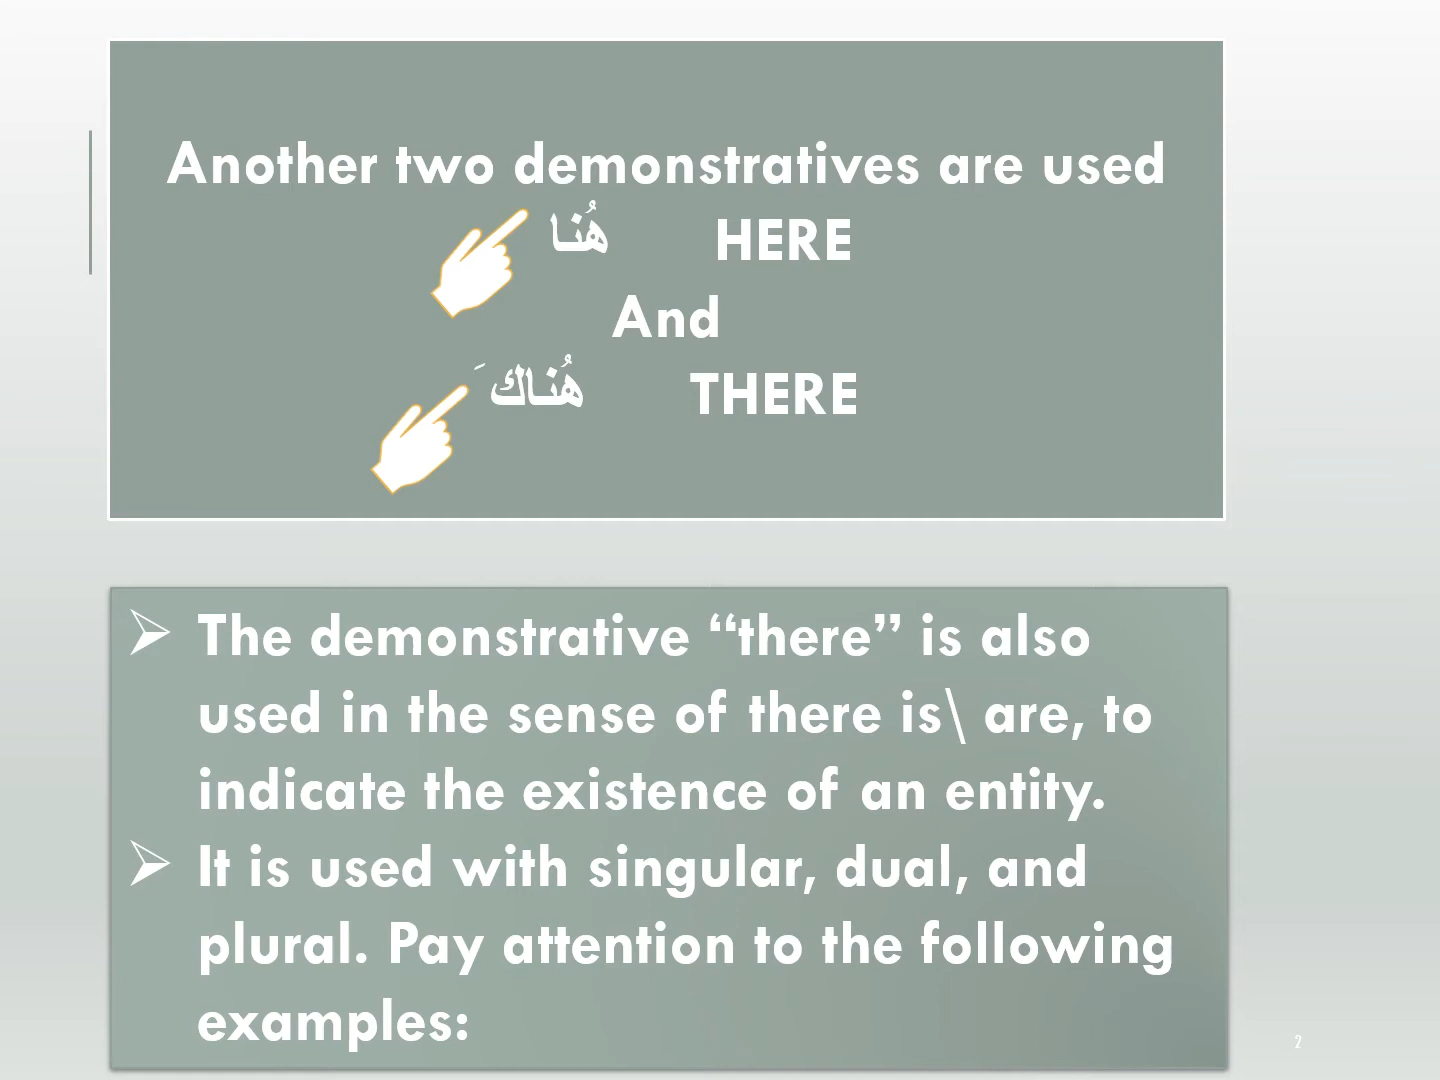 Another two demonstratives are used
هُنا HERE
And
هُناك َ THERE
➢ The demonstrative “there” is also
used in the sense of there is\ are, to
indicate the existence of an entity.
➢ It is used with singular, dual, and
plural. Pay attention to the following
examples:
2